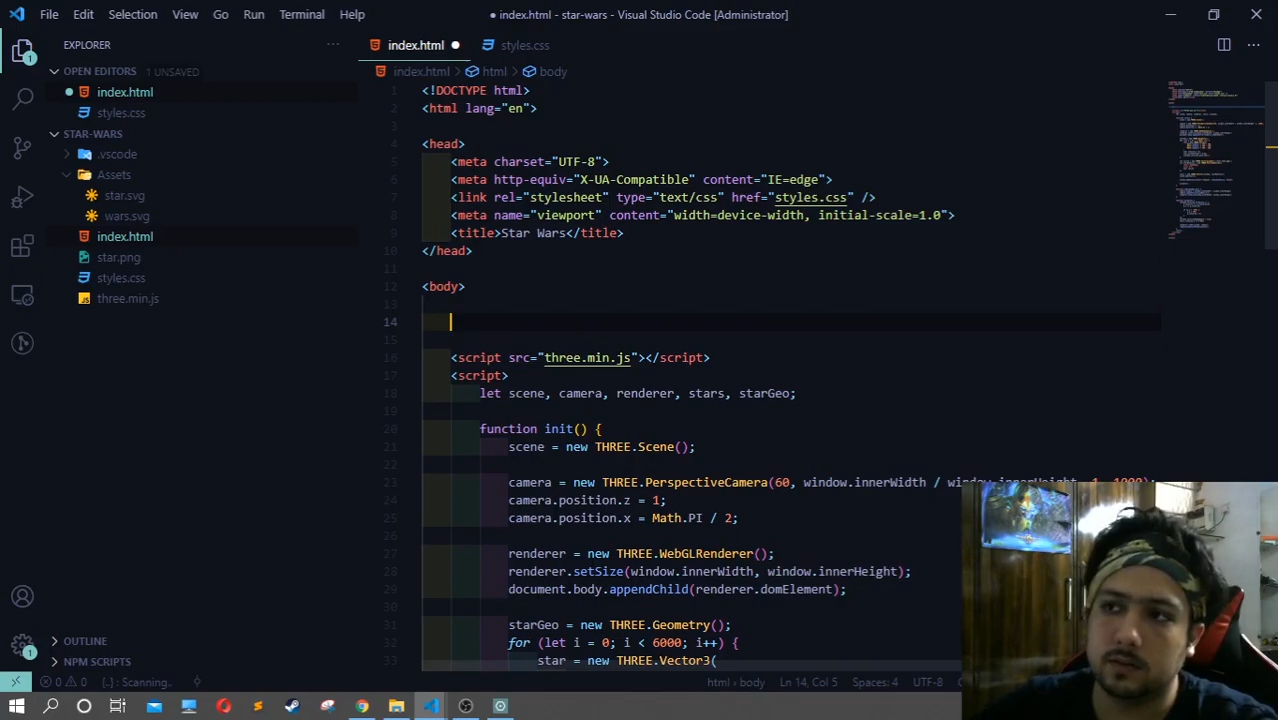 File Edit Selection View Go Run Terminal Help
● index.html - star-wars - Visual Studio Code [Administrator]
EXPLORER
OPEN EDITORS 1 UNSAVED
index.html
styles.css
STAR-WARS
.vscode
Assets
star.svg
wars.svg
index.html
star.png
styles.css
three.min.js
OUTLINE
NPM SCRIPTS
index.html ● styles.css
index.html > html > body
1 <!DOCTYPE html>
2 <html lang="en">
3
4 <head>
5 <meta charset="UTF-8">
6 <meta http-equiv="X-UA-Compatible" content="IE=edge">
7 <link rel="stylesheet" type="text/css" href="styles.css" />
8 <meta name="viewport" content="width=device-width, initial-scale=1.0">
9 <title>Star Wars</title>
10 </head>
11
12 <body>
13
14
15
16 <script src="three.min.js"></script>
17 <script>
18 let scene, camera, renderer, stars, starGeo;
19
20 function init() {
21 scene = new THREE.Scene();
22
23 camera = new THREE.PerspectiveCamera(60, window.innerWidth / window.innerHeight, 1, 1000);
24 camera.position.z = 1;
25 camera.position.x = Math.PI / 2;
26
27 renderer = new THREE.WebGLRenderer();
28 renderer.setSize(window.innerWidth, window.innerHeight);
29 document.body.appendChild(renderer.domElement);
30
31 starGeo = new THREE.Geometry();
32 for (let i = 0; i < 6000; i++) {
33 star = new THREE.Vector3(
0 0 [..] : Scanning.. html > body Ln 14, Col 5 Spaces: 4 UTF-8